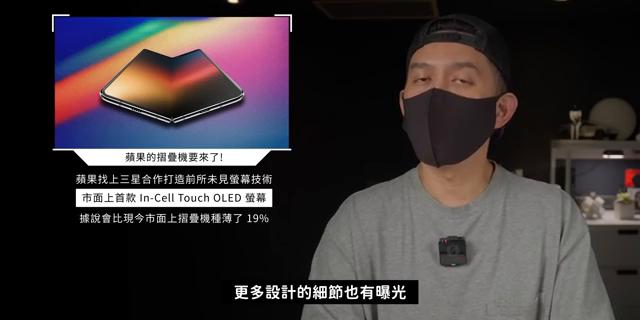 蘋果的摺疊機要來了!
蘋果找上三星合作打造前所未見螢幕技術
市面上首款 In-Cell Touch OLED 螢幕
據說會比現今市面上摺疊機種薄了 19%
更多設計的細節也有曝光